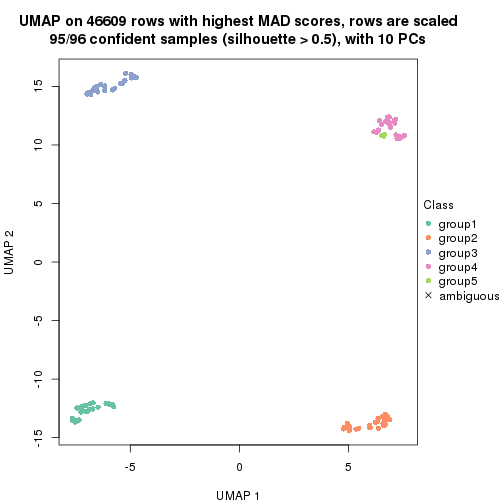 UMAP on 46609 rows with highest MAD scores, rows are scaled
95/96 confident samples (silhouette > 0.5), with 10 PCs
15
10
5
0
-5
-10
-15
UMAP 2
-5
0
5
UMAP 1
Class
group1
group2
group3
group4
group5
ambiguous